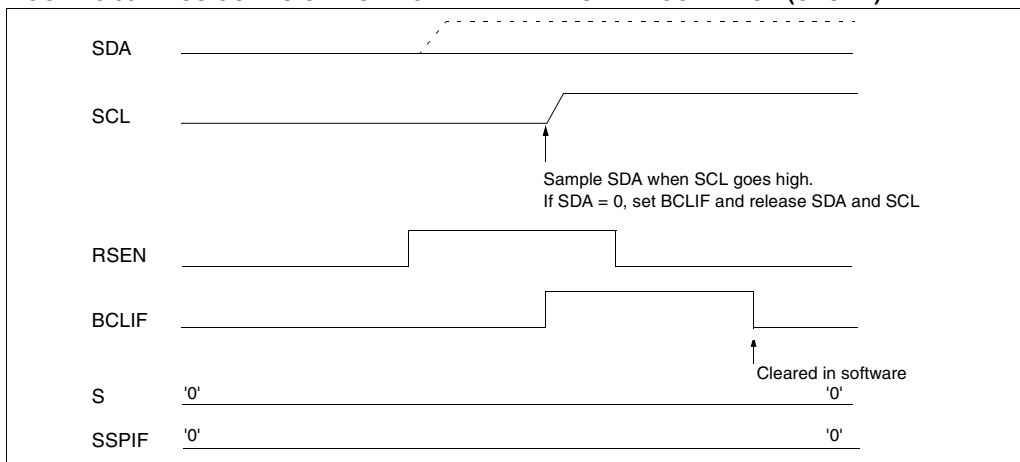 SDA
SCL
Sample SDA when SCL goes high.
If SDA = 0, set BCLIF and release SDA and SCL
RSEN
BCLIF
Cleared in software
S '0' '0'
SSPIF '0' '0'